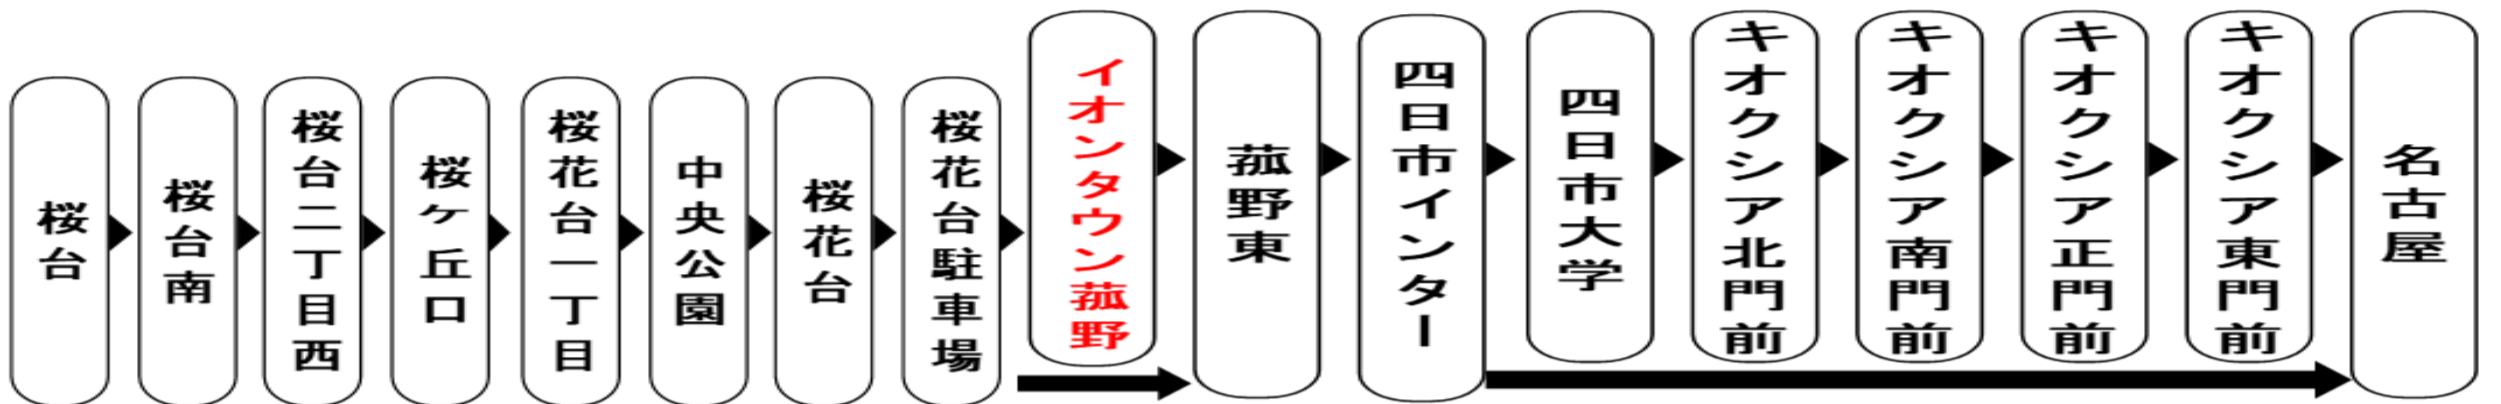 桜台
桜台南
桜台二丁目西
桜ケ丘口
桜花台一丁目
中央公園
桜花台
桜花台駐車場
イオンタウン菰野
菰野東
四日市インター
四日市大学
キオクシア北門前
キオクシア南門前
キオクシア正門前
キオクシア東門前
名古屋